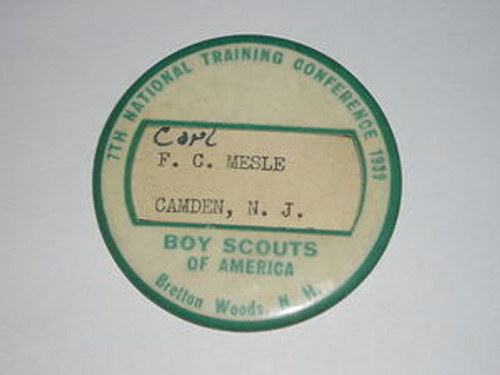 7TH NATIONAL TRAINING CONFERENCE 1939
Carl
F. C. MESLE
CAMDEN, N. J.
BOY SCOUTS
OF AMERICA
Bretton Woods, N. H.